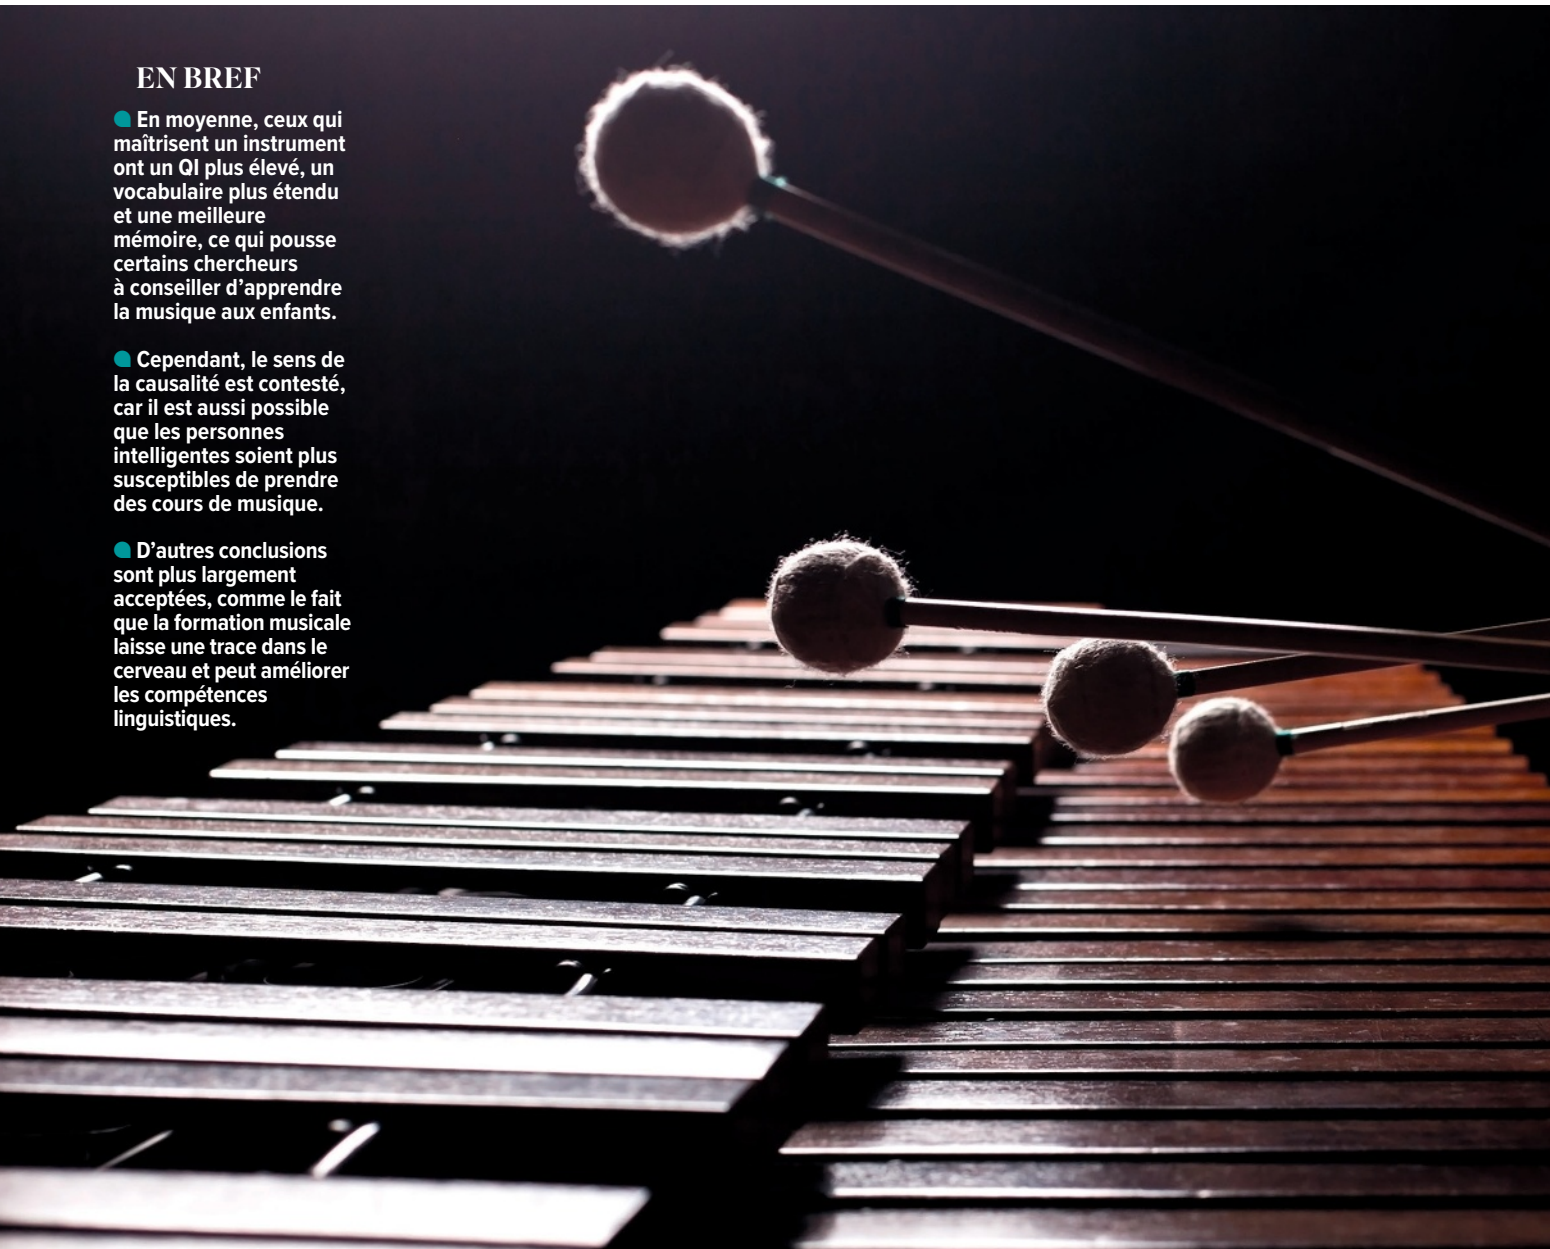 EN BREF
En moyenne, ceux qui
maîtrisent un instrument
ont un QI plus élevé, un
vocabulaire plus étendu
et une meilleure
mémoire, ce qui pousse
certains chercheurs
à conseiller d’apprendre
la musique aux enfants.
Cependant, le sens de
la causalité est contesté,
car il est aussi possible
que les personnes
intelligentes soient plus
susceptibles de prendre
des cours de musique.
D’autres conclusions
sont plus largement
acceptées, comme le fait
que la formation musicale
laisse une trace dans le
cerveau et peut améliorer
les compétences
linguistiques.